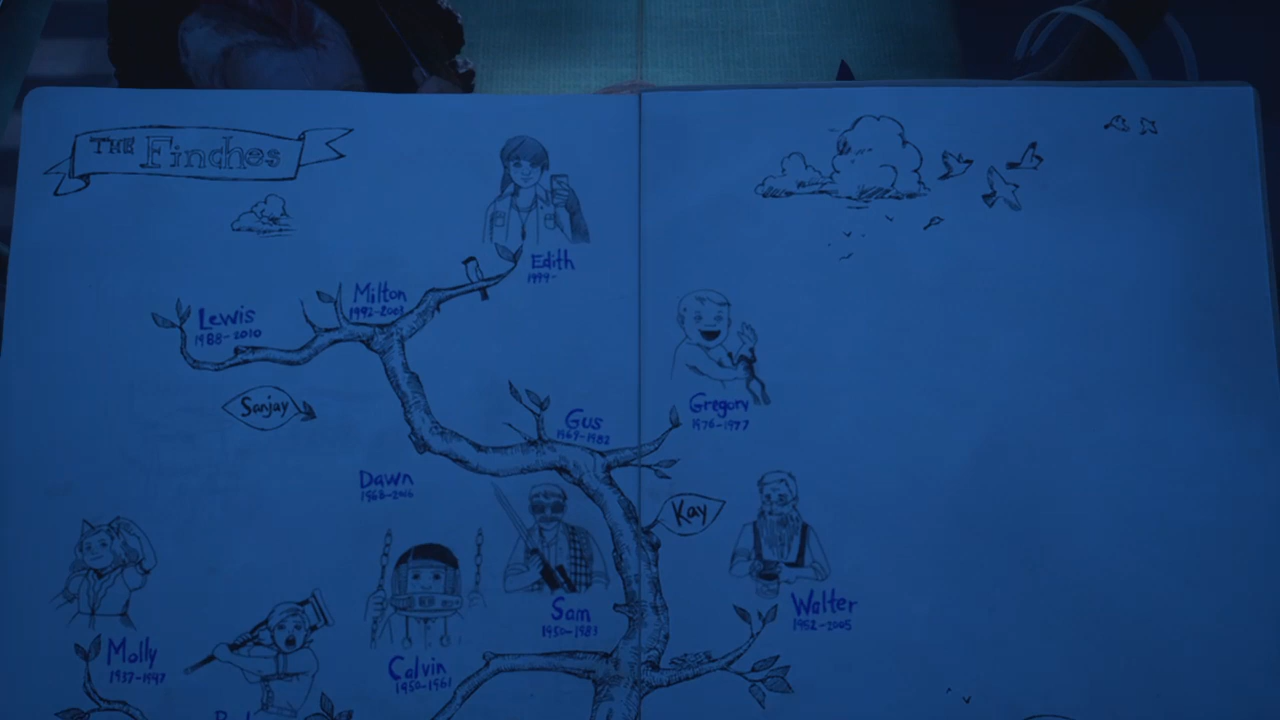 THE Finches
Edith
1999-
Milton
1992-2003
Lewis
1988-2010
Sanjay
Gregory
1976-1977
Gus
1969-1982
Dawn
1968-2016
Kay
Sam
1950-1983
Walter
1952-2005
Molly
1937-1947
Calvin
1950-1961